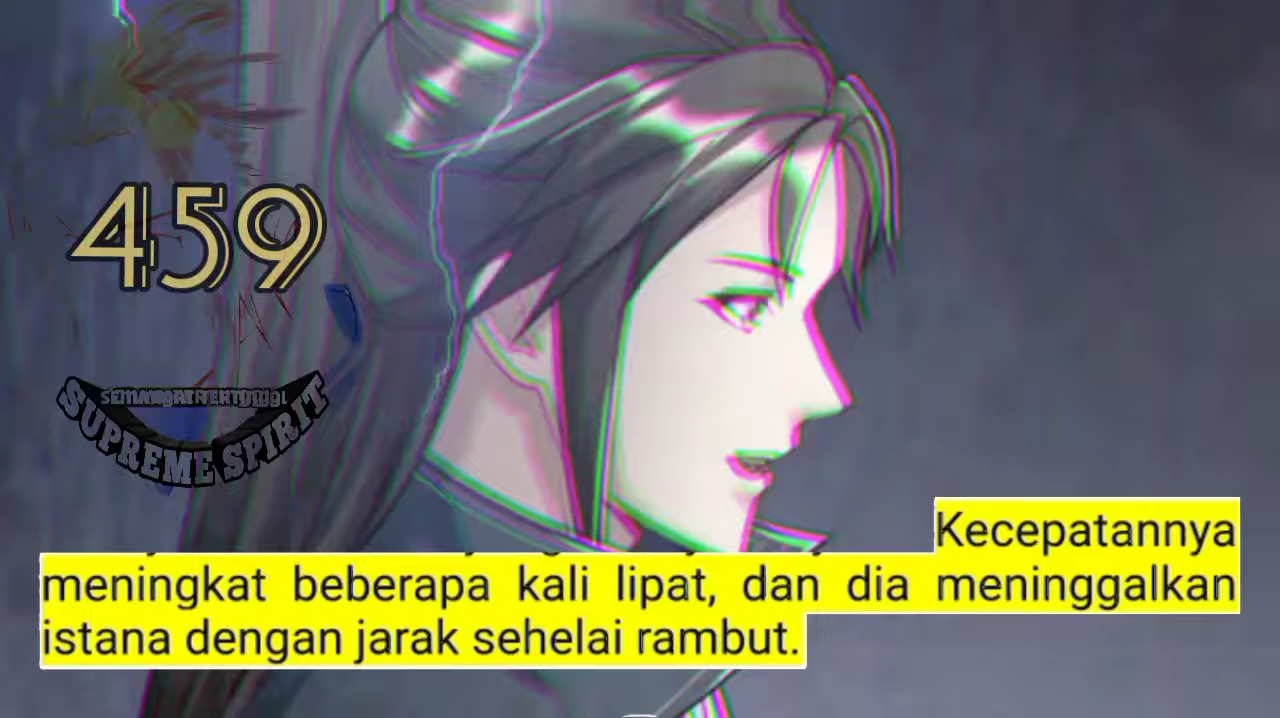 459
SUPREME SPIRIT
Kecepatannya
meningkat beberapa kali lipat, dan dia meninggalkan
istana dengan jarak sehelai rambut.